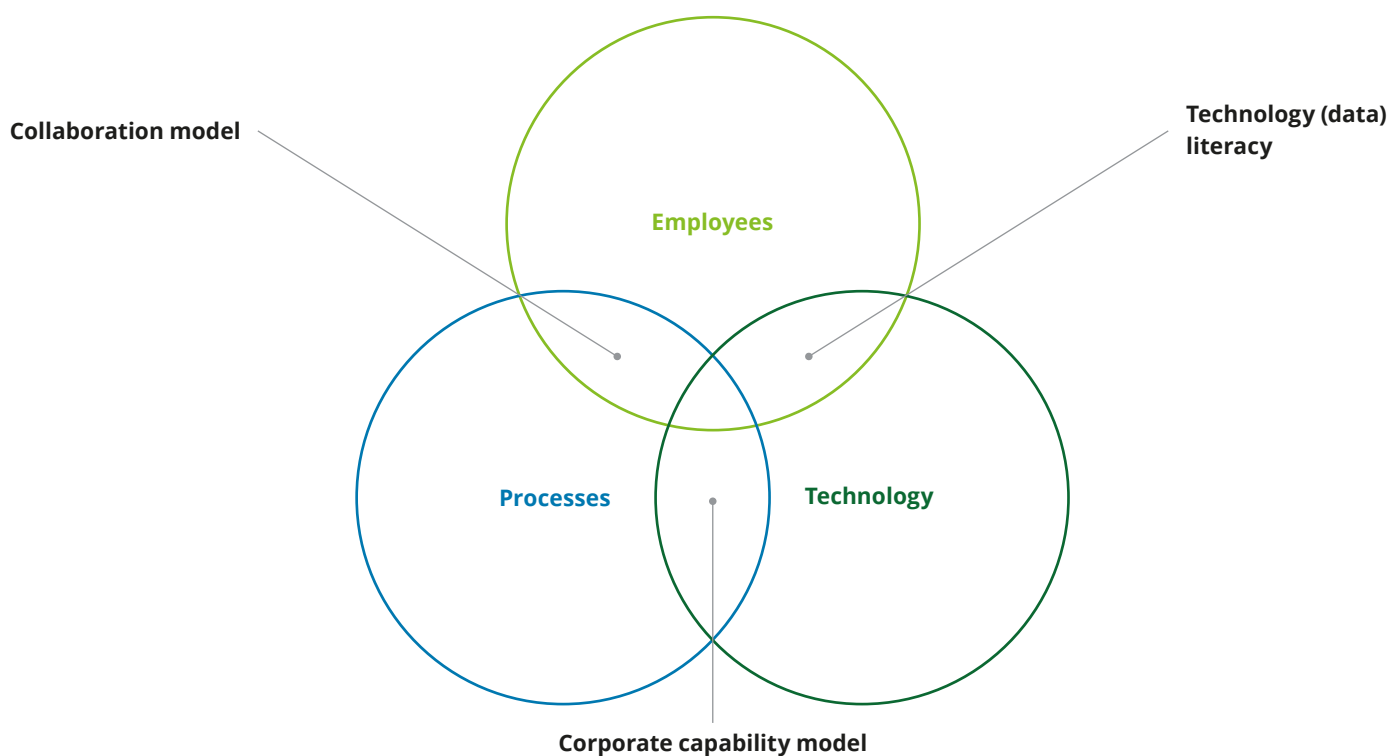 Technology (data)
literacy
Collaboration model
Employees
Processes
Technology
Corporate capability model